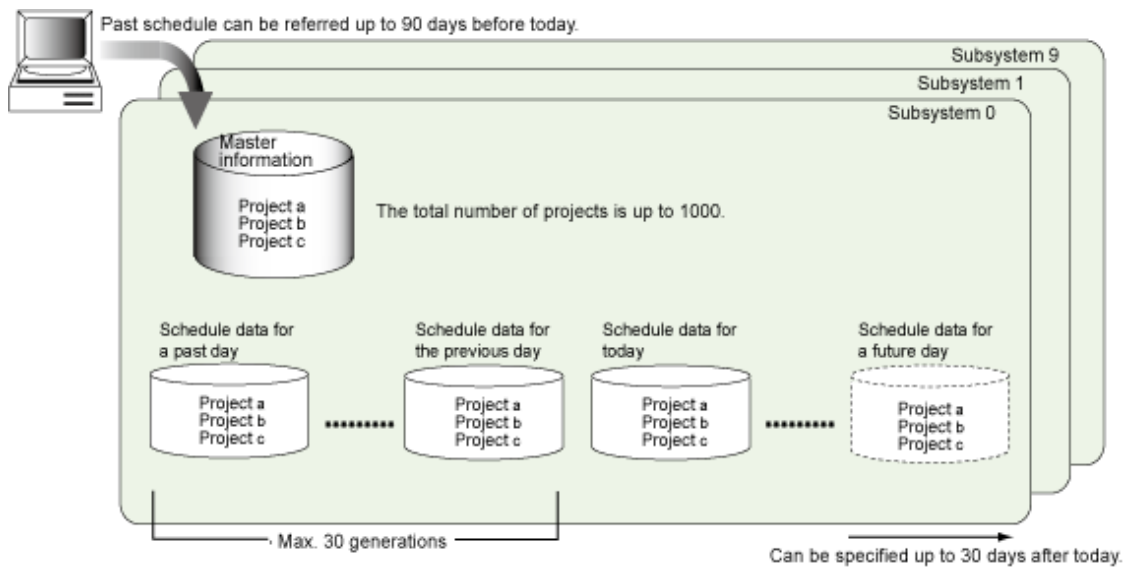 Past schedule can be referred up to 90 days before today.
Subsystem 9
Subsystem 1
Subsystem 0
Master
information
Project a
Project b
Project c
The total number of projects is up to 1000.
Schedule data for
a past day
Project a
Project b
Project c
Schedule data for
the previous day
Project a
Project b
Project c
Schedule data for
today
Project a
Project b
Project c
Schedule data for
a future day
Project a
Project b
Project c
Max. 30 generations
Can be specified up to 30 days after today.